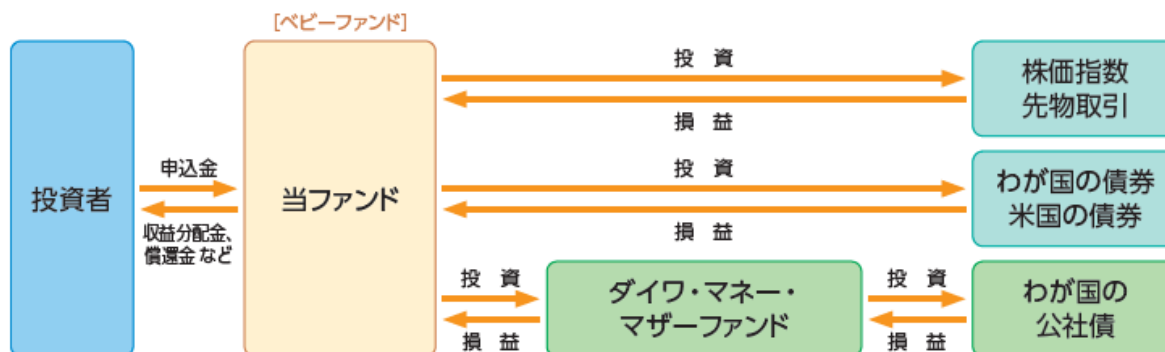 [ベビーファンド]
投資者
申込金
収益分配金、
償還金 など
当ファンド
投 資
損 益
株価指数
先物取引
投 資
損 益
わが国の債券
米国の債券
投 資
損 益
ダイワ・マネー・
マザーファンド
投 資
損 益
わが国の
公社債